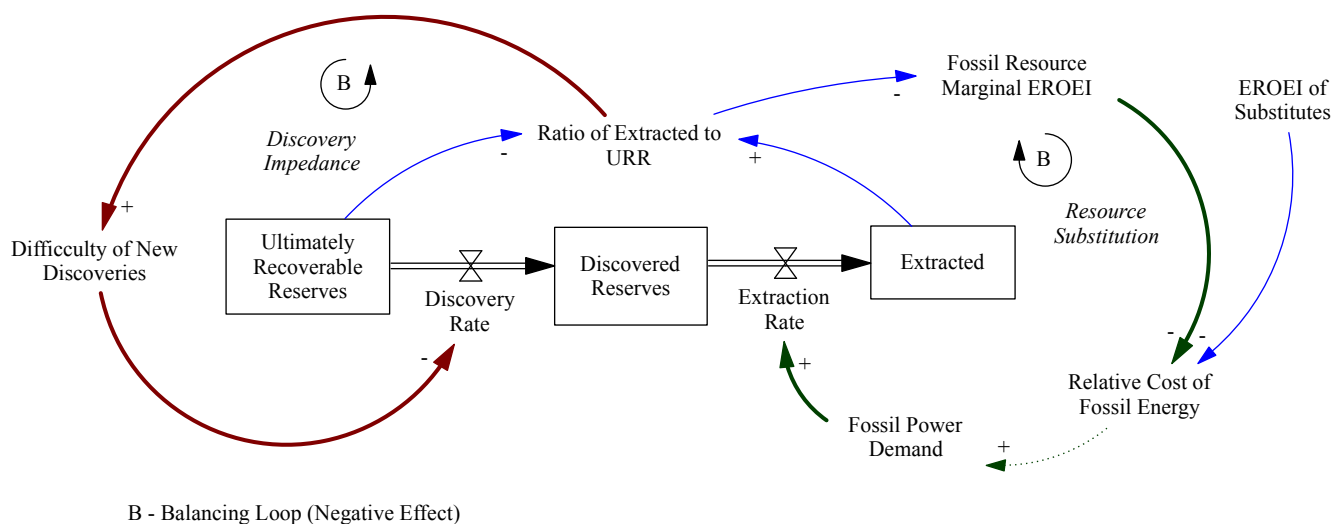 B
Discovery
Impedance
+
Difficculty of New
Discoveries
-
Ratio of Extracted to
URR
-
+
-
Fossil Resource
Marginal EROEI
EROEI of
Substitutes
B
Resource
Substitution
Ultimately
Recoverable
Reserves
Discovery
Rate
Discovered
Reserves
Extraction
Rate
Extracted
-
-
Relative Cost of
Fossil Energy
+
Fossil Power
Demand
+
B - Balancing Loop (Negative Effect)